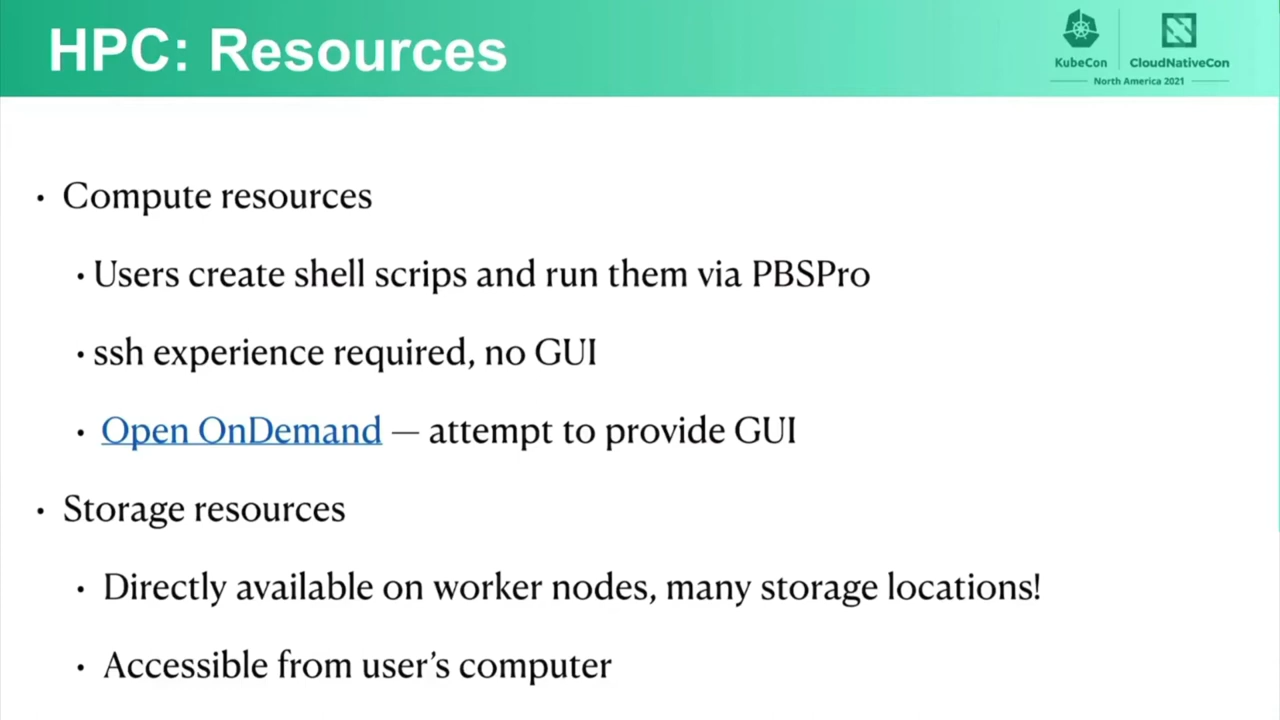 HPC: Resources
KubeCon
CloudNativeCon
North America 2021
• Compute resources
• Users create shell scrips and run them via PBSPro
• ssh experience required, no GUI
• Open OnDemand — attempt to provide GUI
• Storage resources
• Directly available on worker nodes, many storage locations!
• Accessible from user’s computer